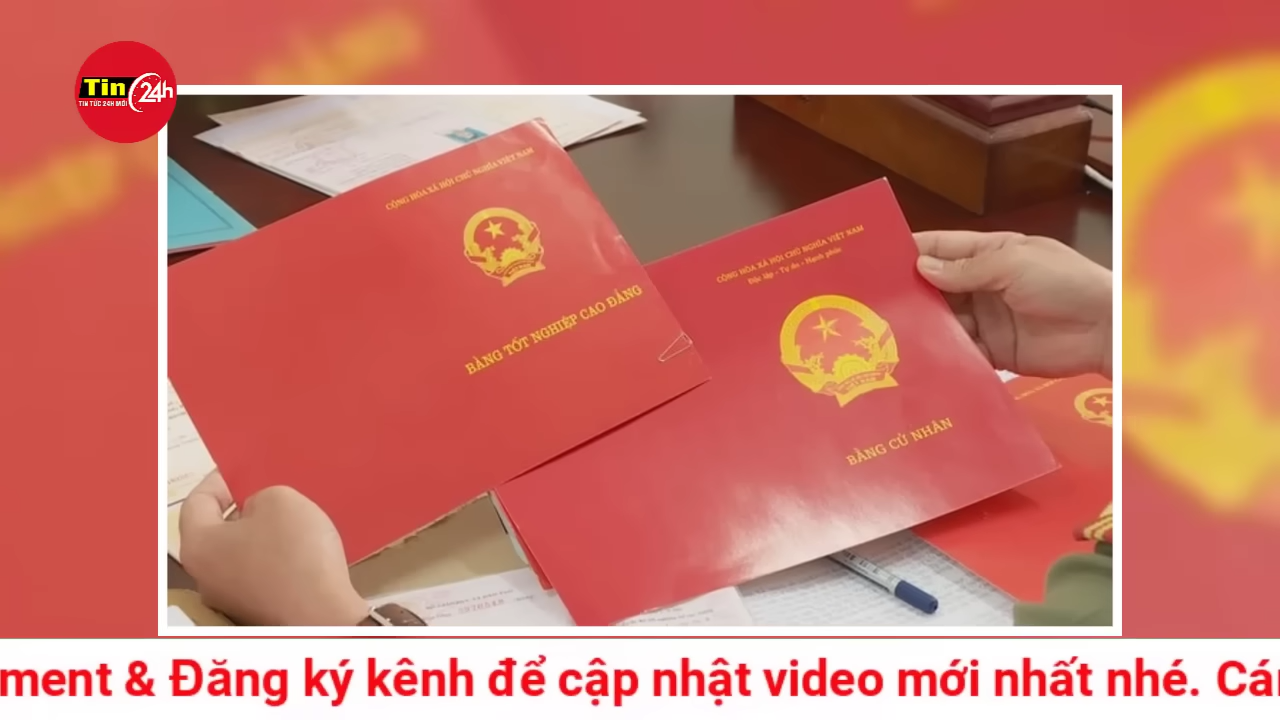 Tin 24h
TIN TỨC 24H MỚI
CỘNG HÒA XÃ HỘI CHỦ NGHĨA VIỆT NAM
BẰNG TỐT NGHIỆP CAO ĐẲNG
CỘNG HÒA XÃ HỘI CHỦ NGHĨA VIỆT NAM
Độc lập - Tự do - Hạnh phúc
BẰNG CỬ NHÂN
ment & Đăng ký kênh để cập nhật video mới nhất nhé. Cá